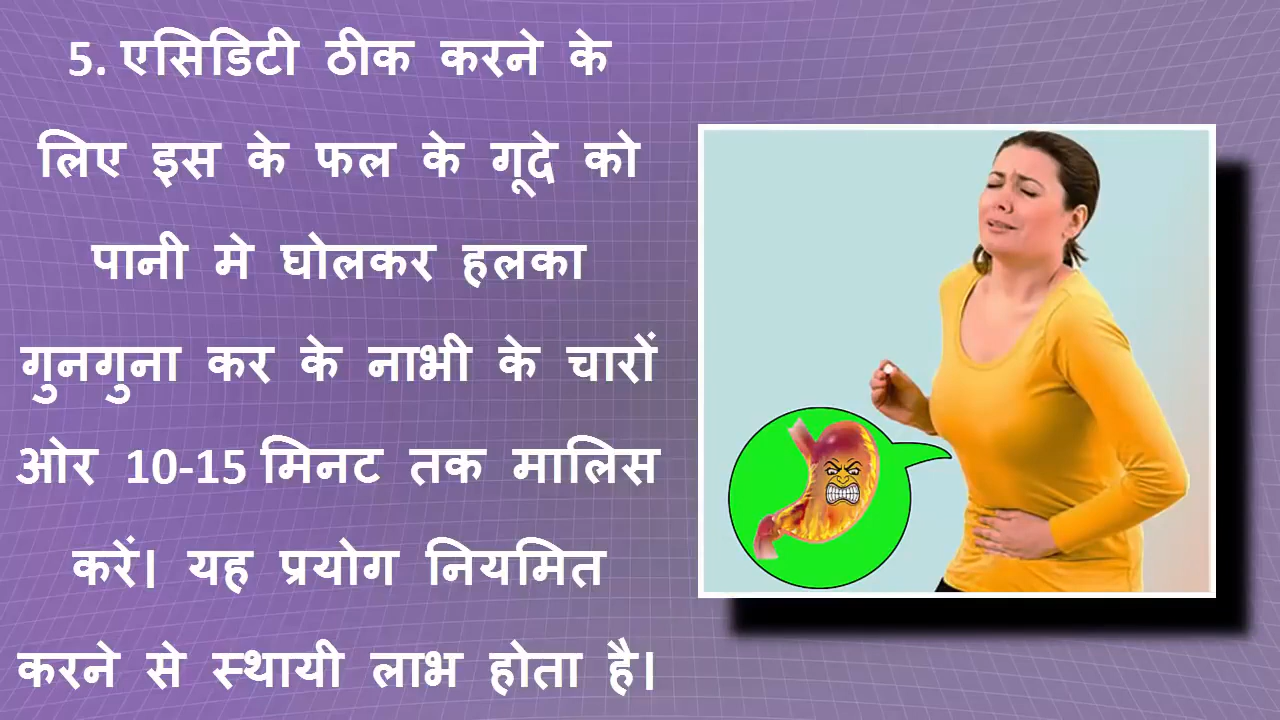 5. एसिडिटी ठीक करने के
लिए इस के फल के गूदे को
पानी मे घोलकर हलका
गुनगुना कर के नाभी के चारों
ओर 10-15 मिनट तक मालिस
करें। यह प्रयोग नियमित
करने से स्थायी लाभ होता है।